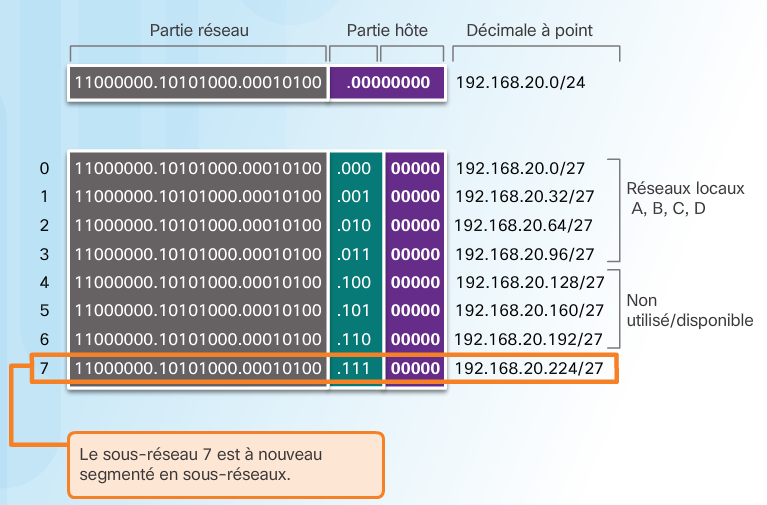 Partie réseau Partie hôte Décimale à point
11000000.10101000.00010100 .00000000 192.168.20.0/24
0 11000000.10101000.00010100 .000 00000 192.168.20.0/27
1 11000000.10101000.00010100 .001 00000 192.168.20.32/27
Réseaux locaux
A, B, C, D
2 11000000.10101000.00010100 .010 00000 192.168.20.64/27
3 11000000.10101000.00010100 .011 00000 192.168.20.96/27
4 11000000.10101000.00010100 .100 00000 192.168.20.128/27
5 11000000.10101000.00010100 .101 00000 192.168.20.160/27
Non
utilisé/disponible
6 11000000.10101000.00010100 .110 00000 192.168.20.192/27
7 11000000.10101000.00010100 .111 00000 192.168.20.224/27
Le sous-réseau 7 est à nouveau
segmenté en sous-réseaux.